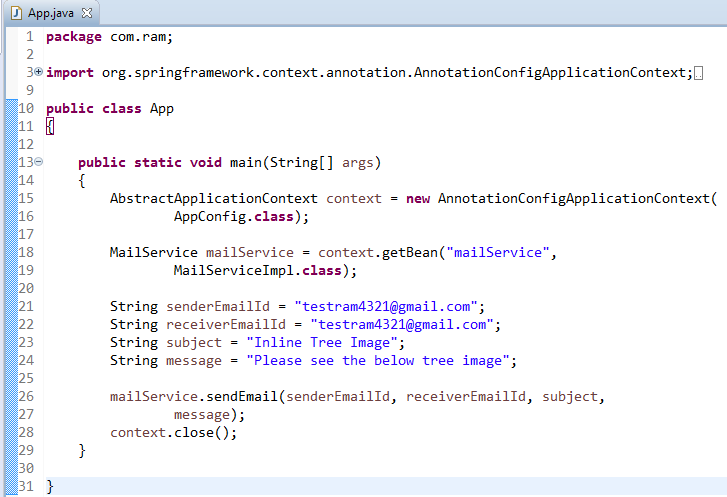 App.java
1 package com.ram;
2
3 import org.springframework.context.annotation.AnnotationConfigApplicationContext;
9
10 public class App
11 {
12
13     public static void main(String[] args)
14     {
15         AbstractApplicationContext context = new AnnotationConfigApplicationContext(
16                 AppConfig.class);
17
18         MailService mailService = context.getBean("mailService",
19                 MailServiceImpl.class);
20
21         String senderEmailId = "testram4321@gmail.com";
22         String receiverEmailId = "testram4321@gmail.com";
23         String subject = "Inline Tree Image";
24         String message = "Please see the below tree image";
25
26         mailService.sendEmail(senderEmailId, receiverEmailId, subject,
27                 message);
28         context.close();
29     }
30
31 }